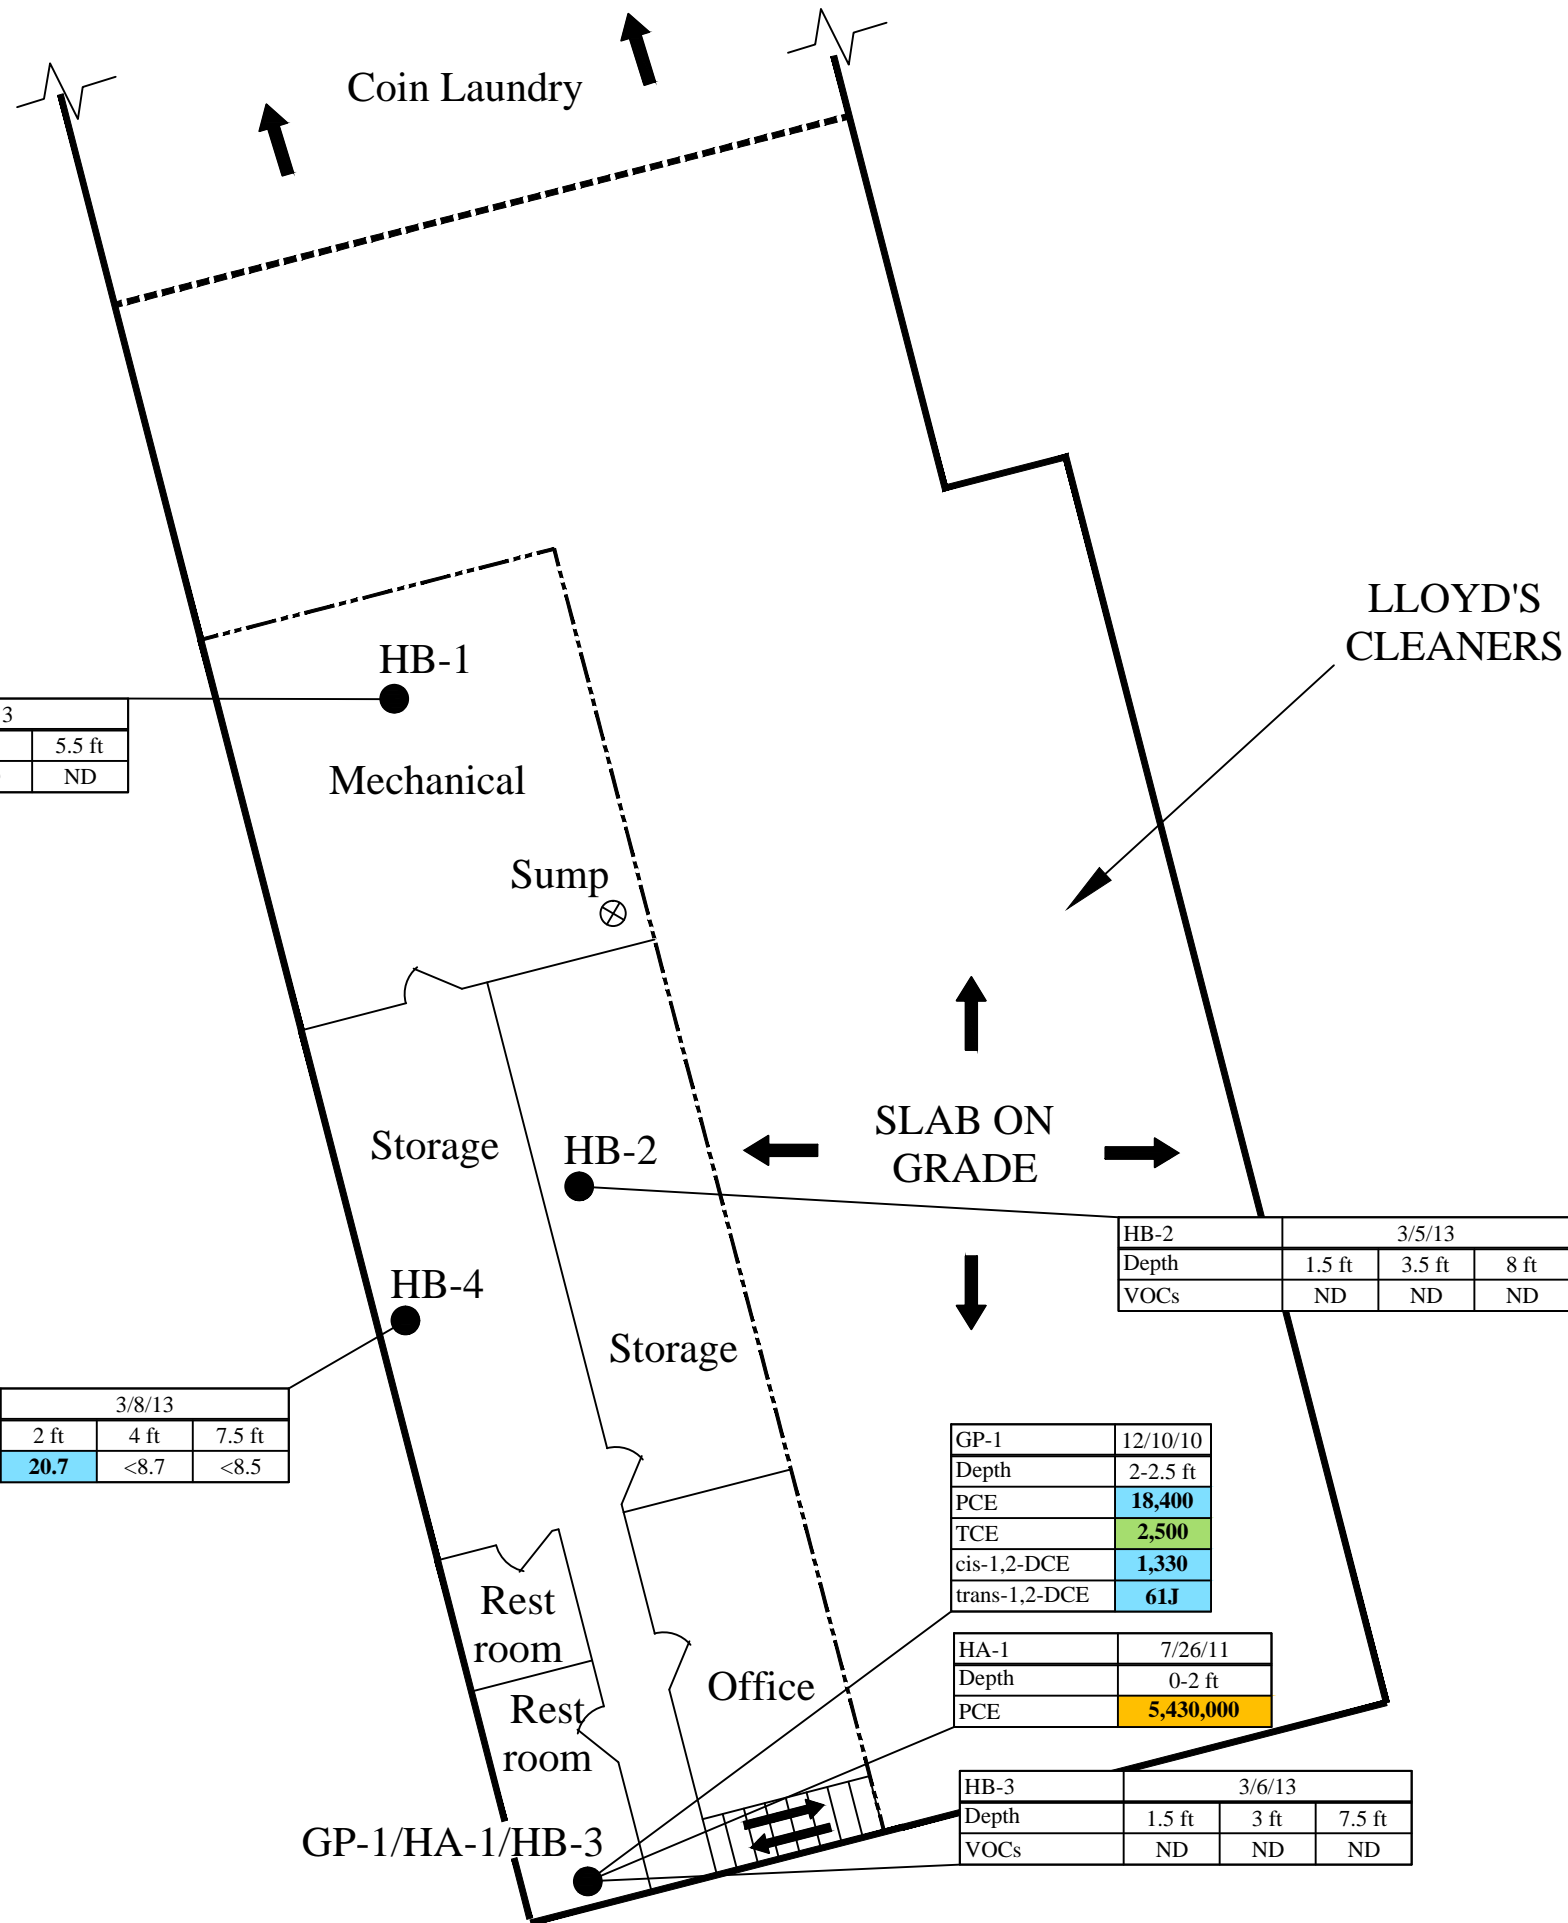 Coin Laundry
LLOYD'S
CLEANERS
HB-1
3
5.5 ft
ND
Mechanical
Sump
Storage
HB-2
SLAB ON
GRADE
HB-2 3/5/13
Depth 1.5 ft 3.5 ft 8 ft
VOCs ND ND ND
HB-4
Storage
3/8/13
2 ft 4 ft 7.5 ft
20.7 <8.7 <8.5
GP-1 12/10/10
Depth 2-2.5 ft
PCE 18,400
TCE 2,500
cis-1,2-DCE 1,330
trans-1,2-DCE 61J
Rest
room
HA-1 7/26/11
Depth 0-2 ft
PCE 5,430,000
Office
Rest
room
HB-3 3/6/13
Depth 1.5 ft 3 ft 7.5 ft
VOCs ND ND ND
GP-1/HA-1/HB-3